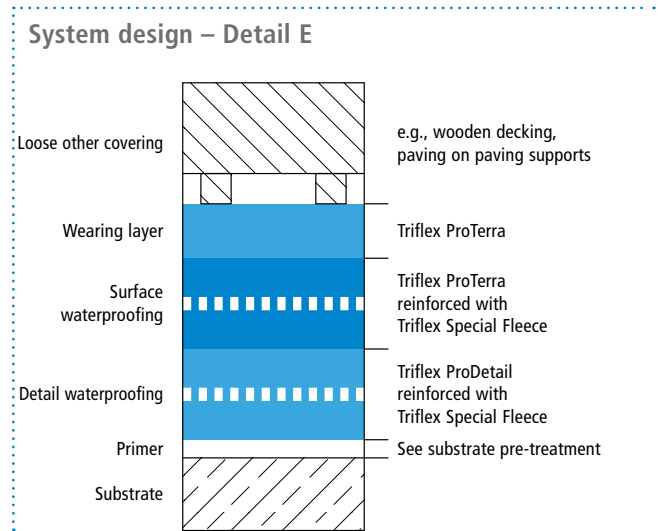 System design – Detail E
Loose other covering
e.g., wooden decking,
paving on paving supports
Wearing layer
Triflex ProTerra
Surface
waterproofing
Triflex ProTerra
reinforced with
Triflex Special Fleece
Detail waterproofing
Triflex ProDetail
reinforced with
Triflex Special Fleece
Primer
See substrate pre-treatment
Substrate